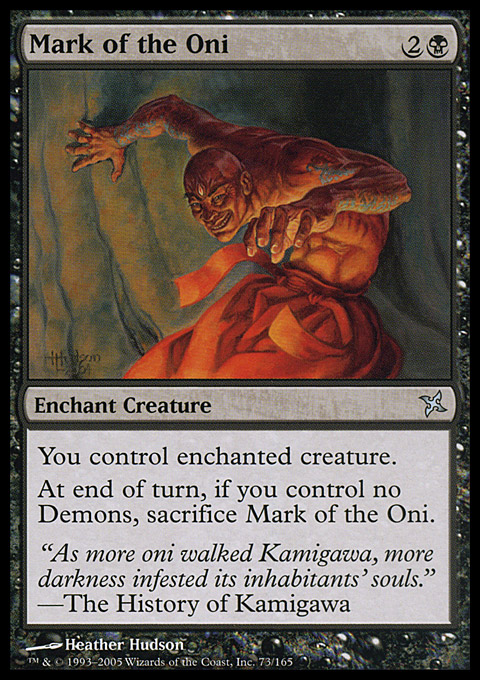 Mark of the Oni 2
Enchant Creature
You control enchanted creature.
At end of turn, if you control no
Demons, sacrifice Mark of the Oni.
“As more oni walked Kamigawa, more
darkness infested its inhabitants’ souls.”
—The History of Kamigawa
Heather Hudson
™ & © 1993–2005 Wizards of the Coast, Inc. 73/165